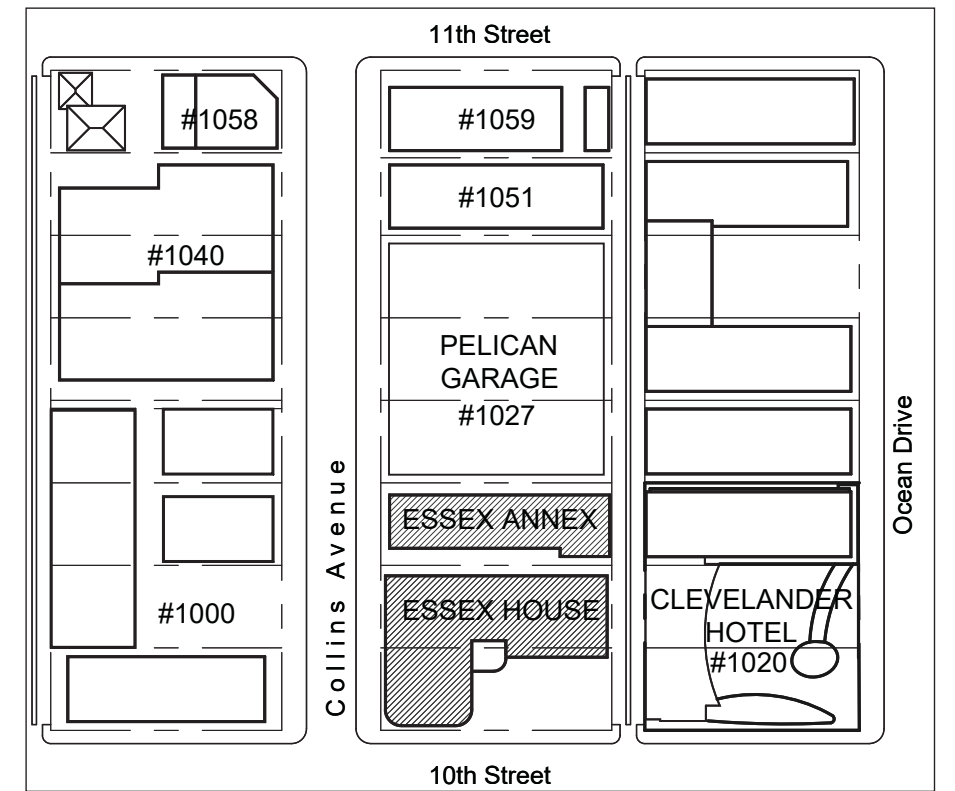 11th Street
#1058
#1059
#1051
#1040
PELICAN
GARAGE
#1027
ESSEX ANNEX
Collins Avenue
Ocean Drive
#1000
ESSEX HOUSE
CLEVELANDER
HOTEL
#1020
10th Street